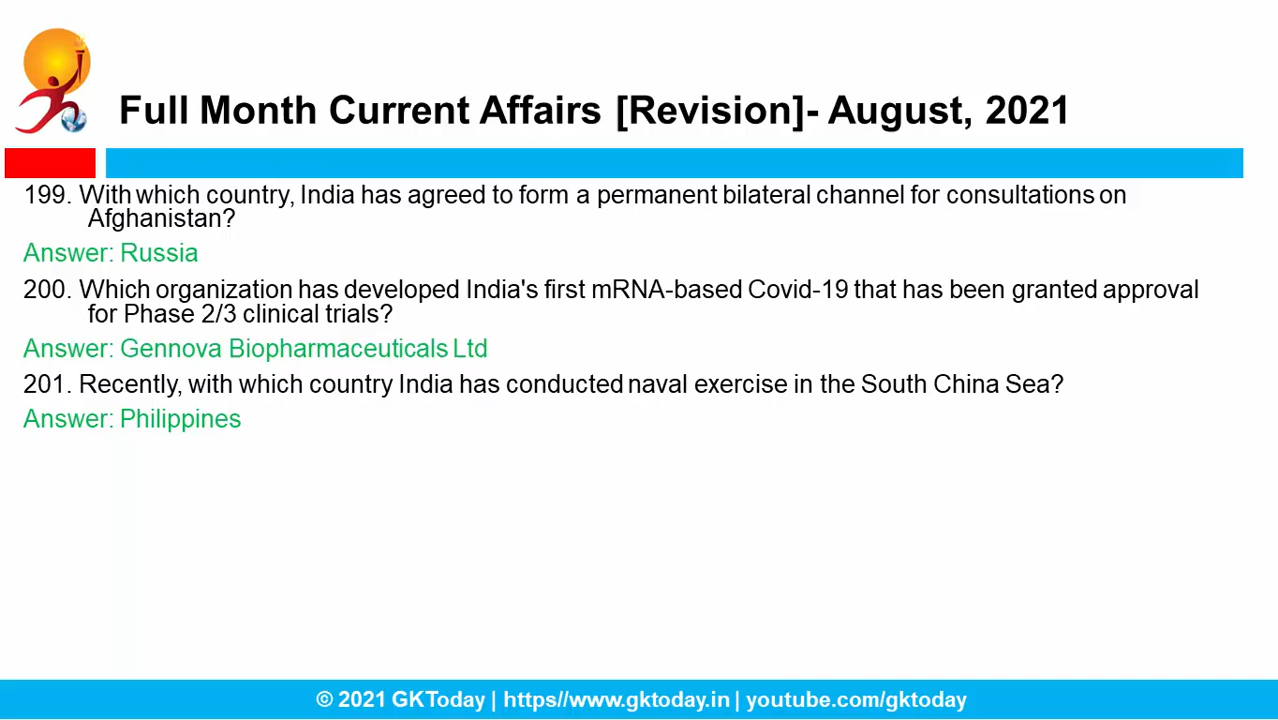 Full Month Current Affairs [Revision]- August, 2021
199. With which country, India has agreed to form a permanent bilateral channel for consultations on
Afghanistan?
Answer: Russia
200. Which organization has developed India's first mRNA-based Covid-19 that has been granted approval
for Phase 2/3 clinical trials?
Answer: Gennova Biopharmaceuticals Ltd
201. Recently, with which country India has conducted naval exercise in the South China Sea?
Answer: Philippines
© 2021 GKToday | https//www.gktoday.in | youtube.com/gktoday